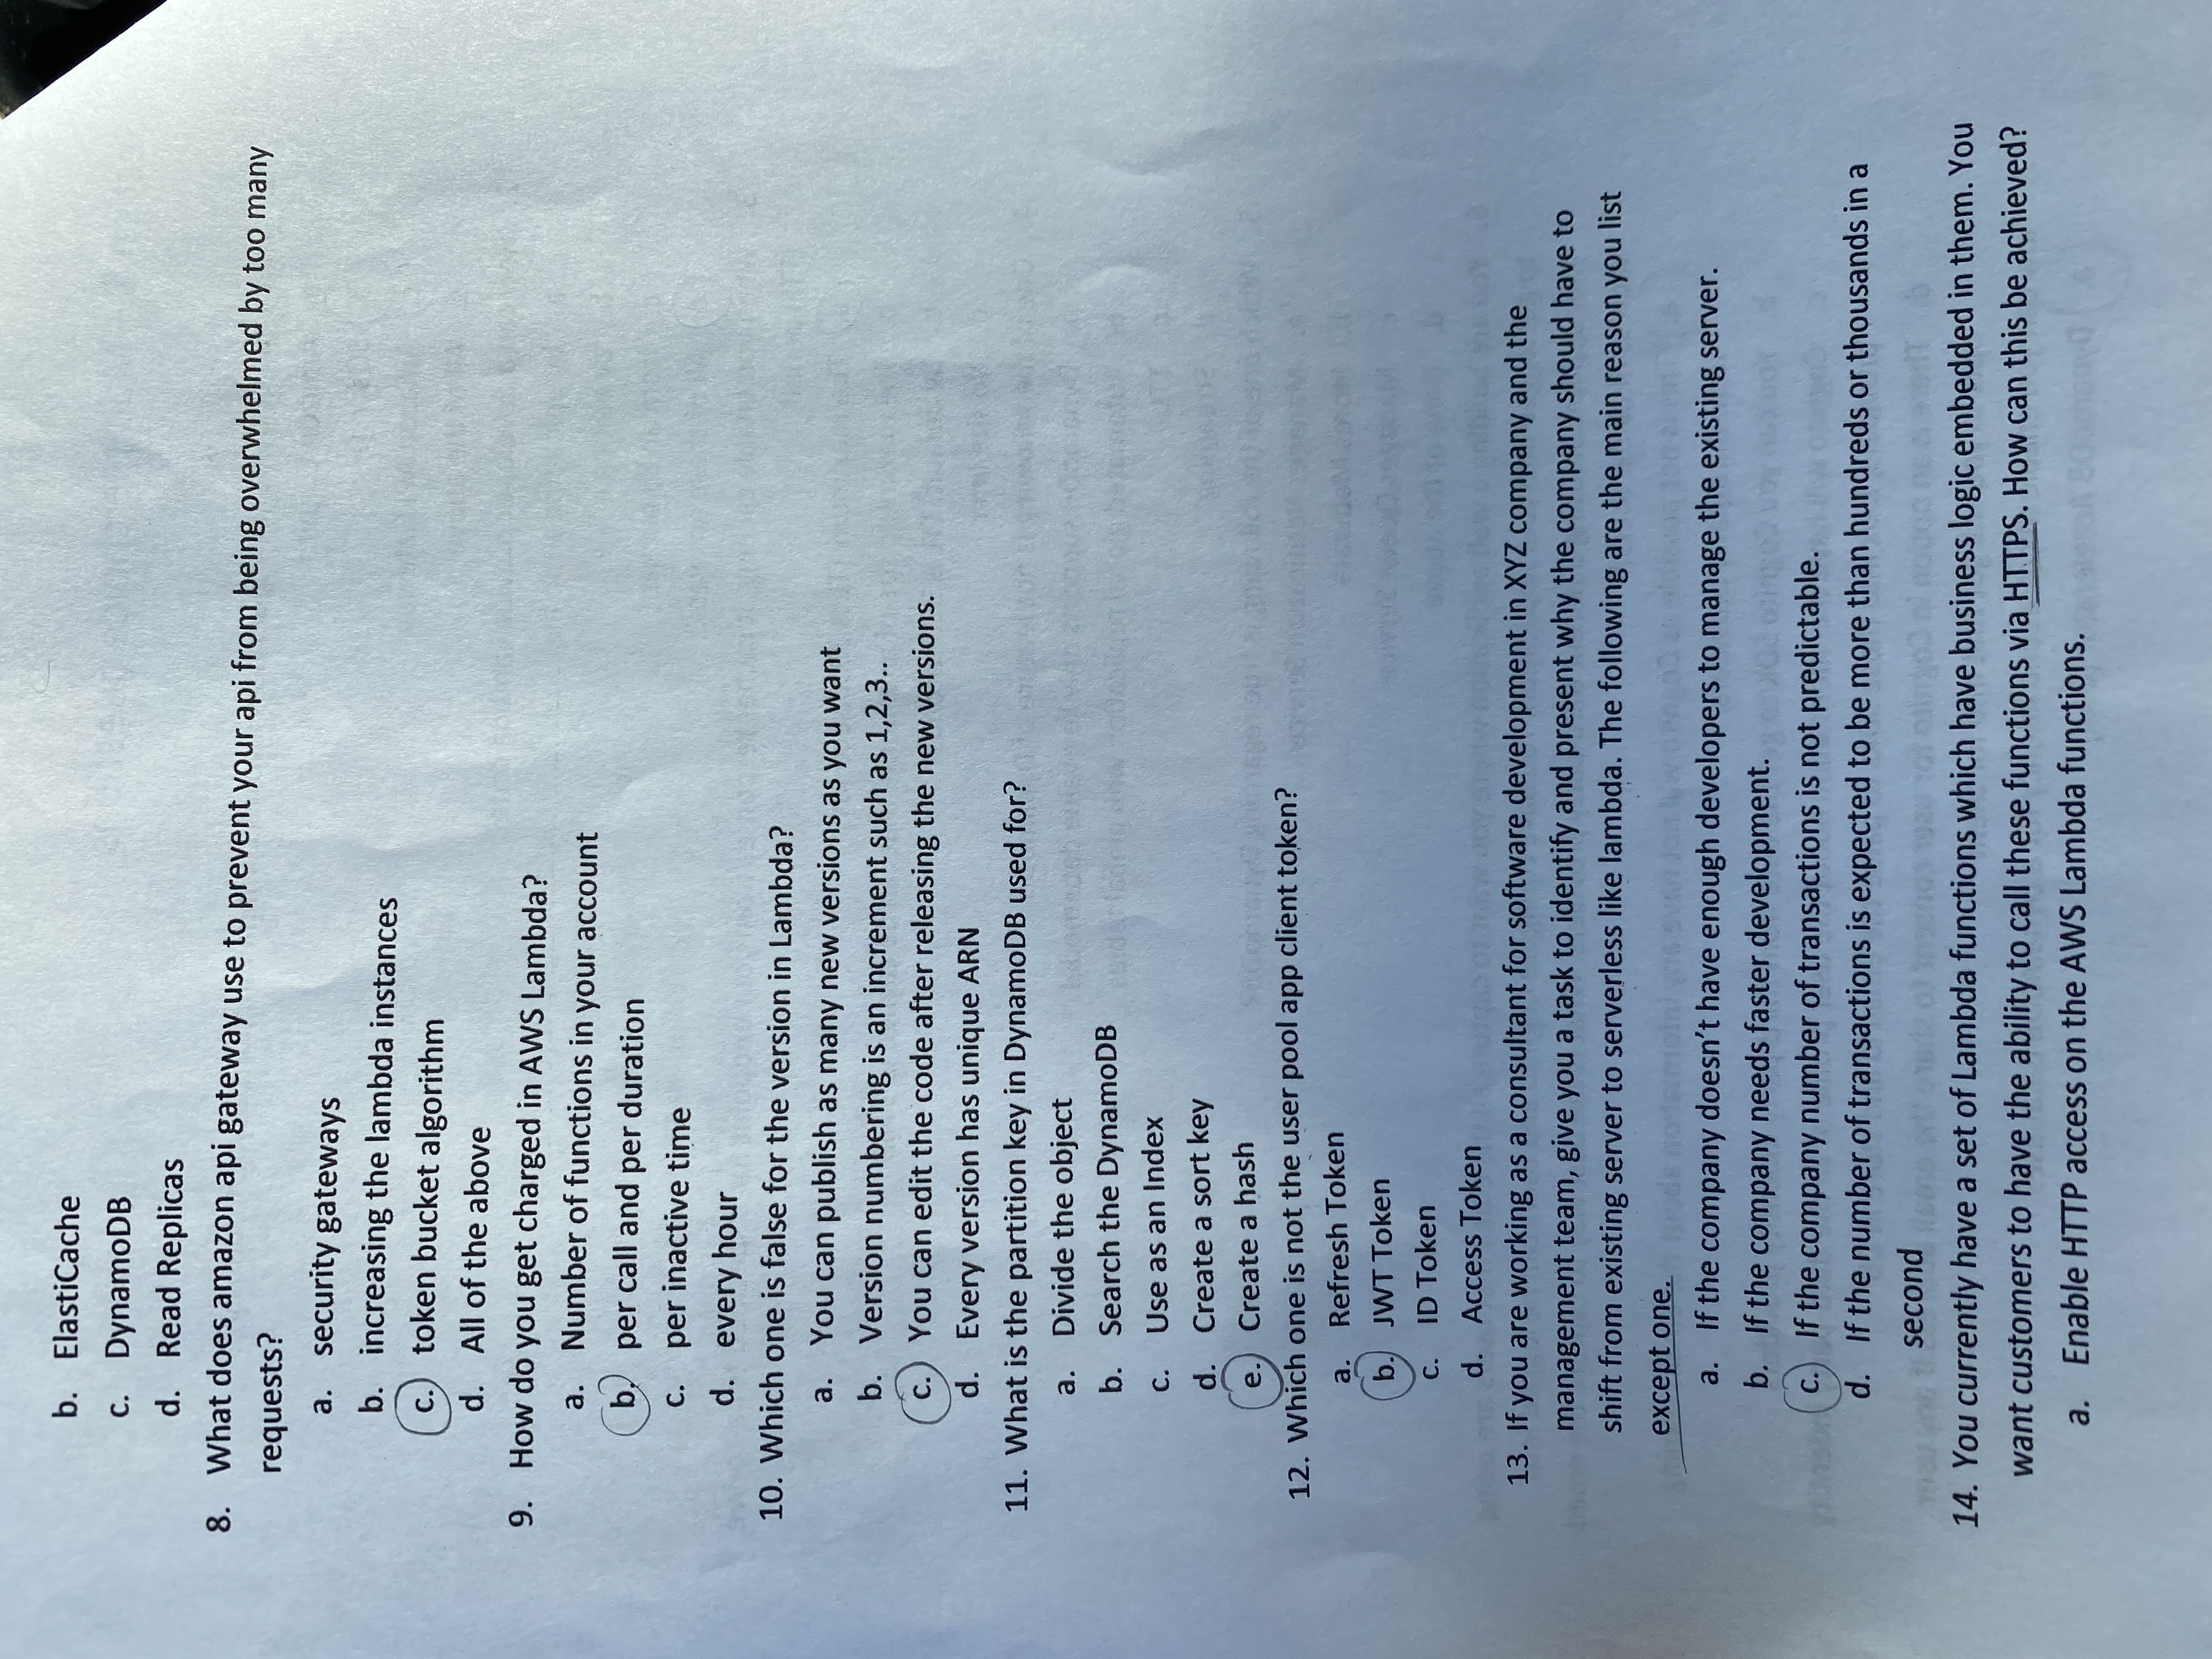 b. ElastiCache
c. DynamoDB
d. Read Replicas
8. What does amazon api gateway use to prevent your api from being overwhelmed by too many
requests?
a. security gateways
b. increasing the lambda instances
c. token bucket algorithm
d. All of the above
9. How do you get charged in AWS Lambda?
a. Number of functions in your account
b. per call and per duration
c. per inactive time
d. every hour
10. Which one is false for the version in Lambda?
a. You can publish as many new versions as you want
b. Version numbering is an increment such as 1,2,3..
c. You can edit the code after releasing the new versions.
d. Every version has unique ARN
11. What is the partition key in DynamoDB used for?
a. Divide the object
b. Search the DynamoDB
c. Use as an Index
d. Create a sort key
e. Create a hash
12. Which one is not the user pool app client token?
a. Refresh Token
b. JWT Token
c. ID Token
d. Access Token
13. If you are working as a consultant for software development in XYZ company and the
management team, give you a task to identify and present why the company should have to
shift from existing server to serverless like lambda. The following are the main reason you list
except one.
a. If the company doesn't have enough developers to manage the existing server.
b. If the company needs faster development.
c. If the company number of transactions is not predictable.
d. If the number of transactions is expected to be more than hundreds or thousands in a
second
14. You currently have a set of Lambda functions which have business logic embedded in them. You
want customers to have the ability to call these functions via HTTPS. How can this be achieved?
a. Enable HTTP access on the AWS Lambda functions.